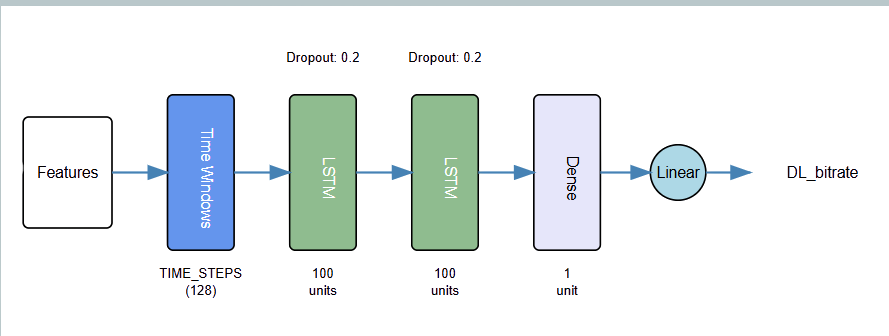 Dropout: 0.2
Dropout: 0.2
Features
Time Windows
LSTM
LSTM
Dense
Linear
DL_bitrate
TIME_STEPS
(128)
100
units
100
units
1
unit